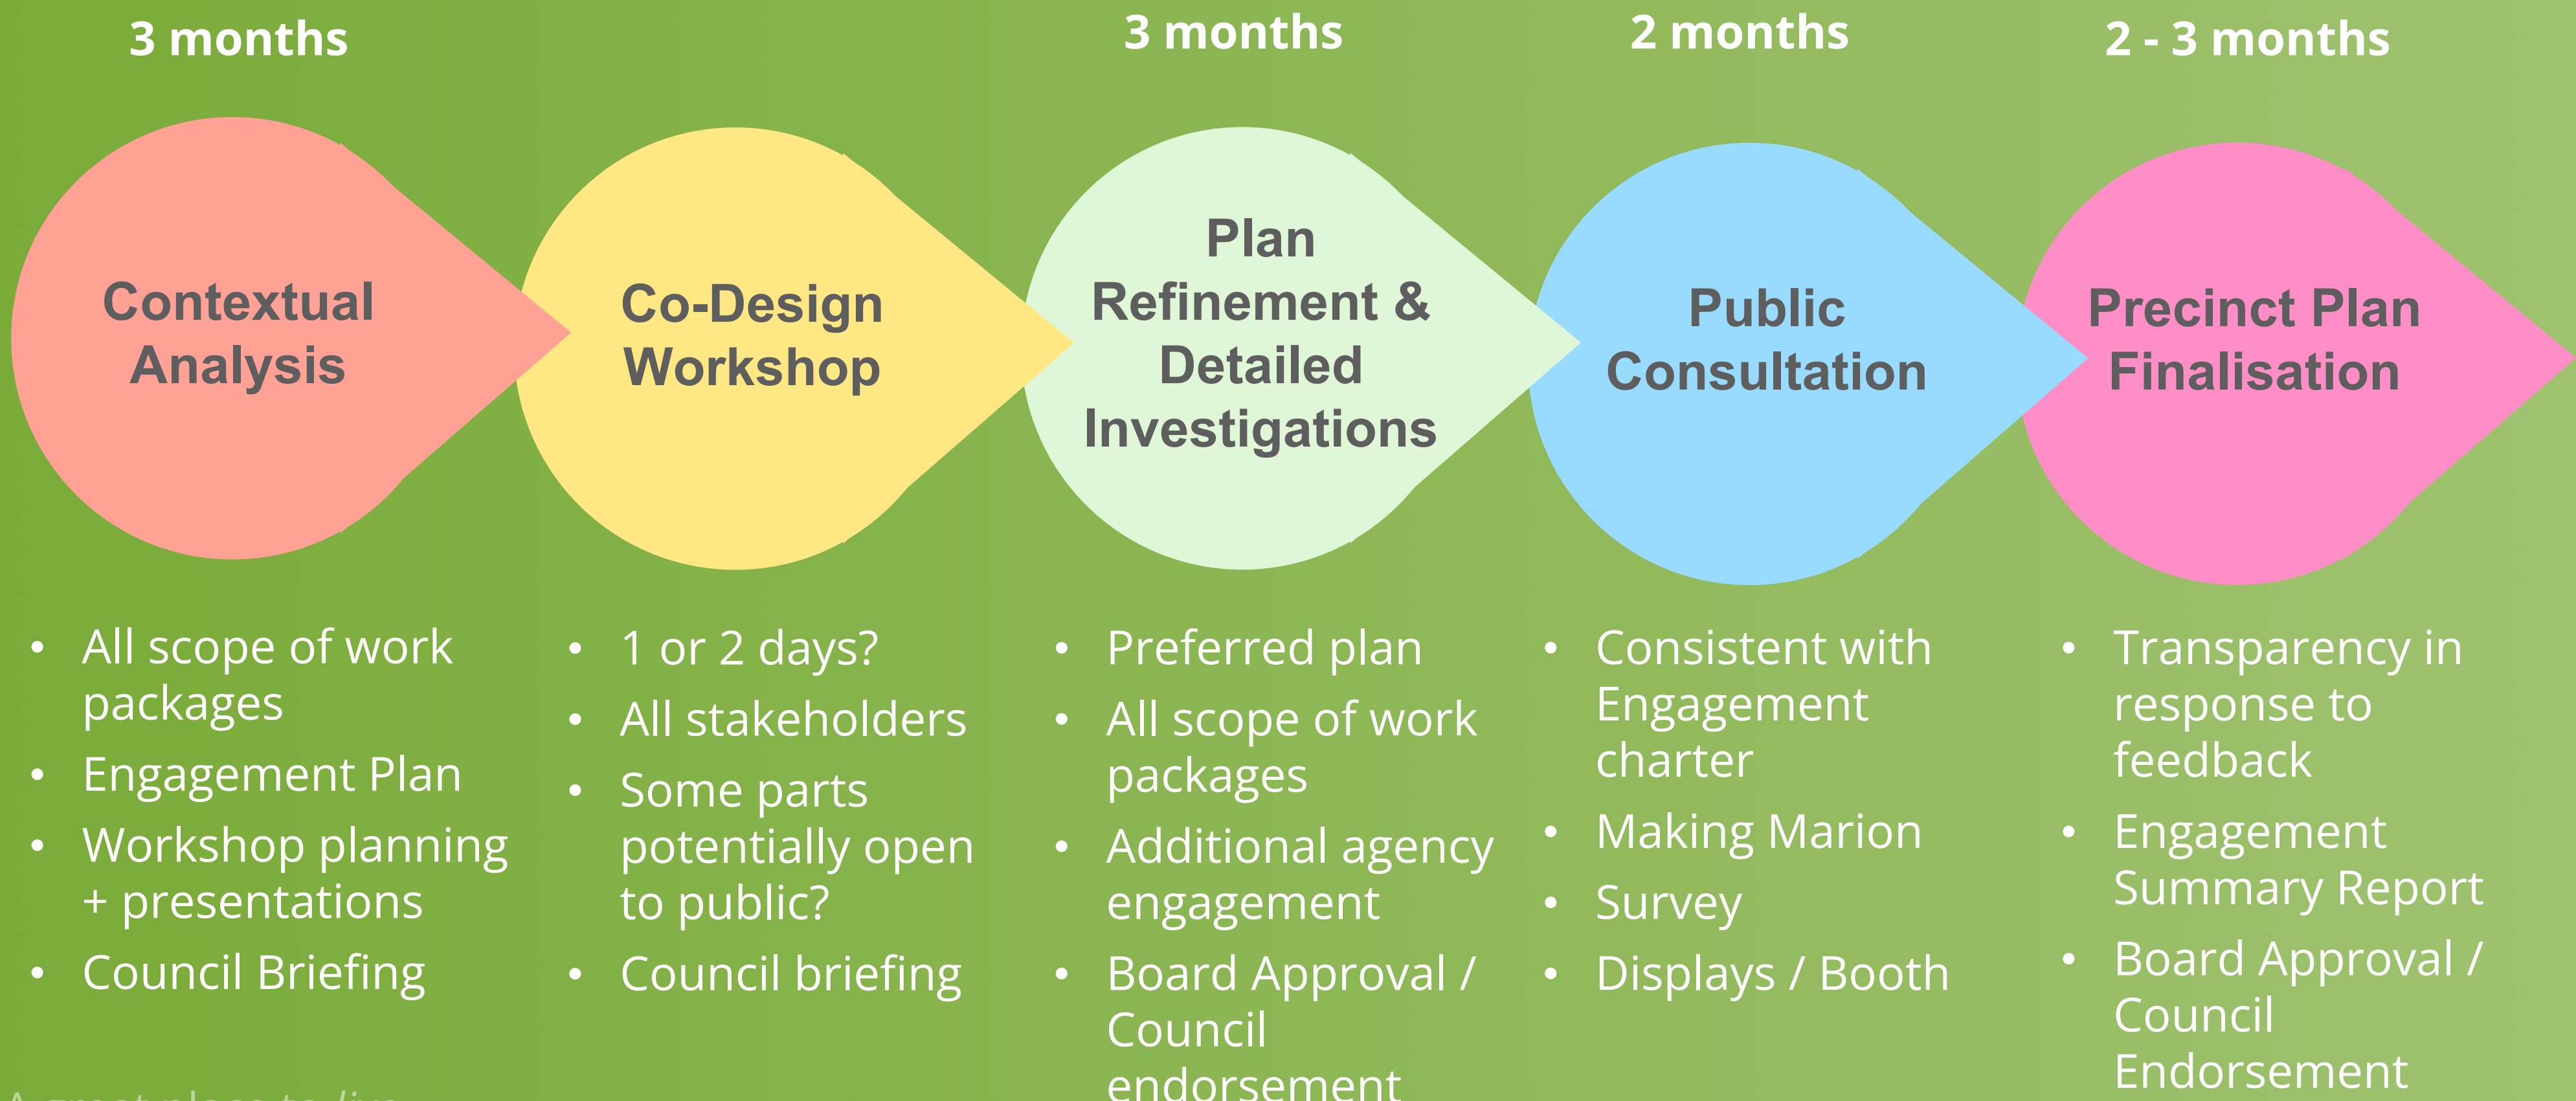 3 months
3 months
2 months
2 - 3 months
Contextual
Analysis
Co-Design
Workshop
Plan
Refinement &
Detailed
Investigations
Public
Consultation
Precinct Plan
Finalisation
• All scope of work
packages
• Engagement Plan
• Workshop planning
+ presentations
• Council Briefing
• 1 or 2 days?
• All stakeholders
• Some parts
potentially open
to public?
• Council briefing
• Preferred plan
• All scope of work
packages
• Additional agency
engagement
• Board Approval /
Council
endorsement
• Consistent with
Engagement
charter
• Making Marion
• Survey
• Displays / Booth
• Transparency in
response to
feedback
• Engagement
Summary Report
• Board Approval /
Council
Endorsement
A great place to live